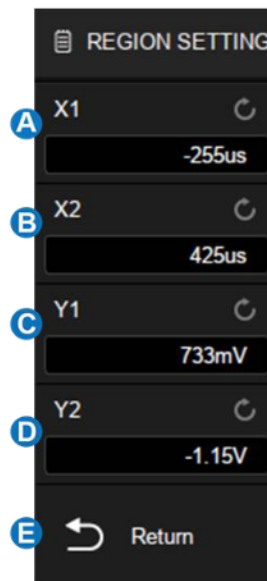 REGION SETTING
A
X1
-255us
B
X2
425us
C
Y1
733mV
D
Y2
-1.15V
E
Return